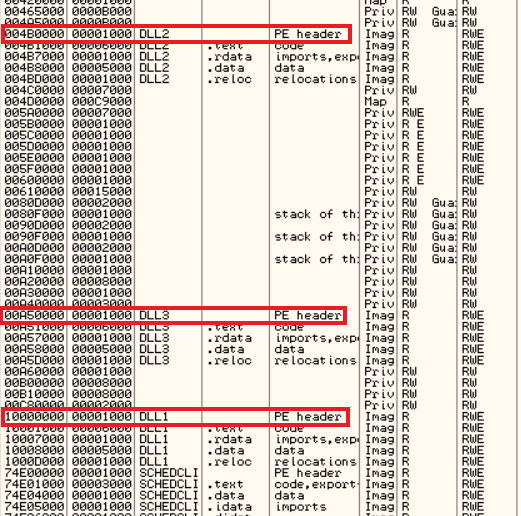 Map R R
00465000 0000B000 Priv RW Gua: RW
004A5000 0000B000 Priv RW Gua: RW
004B0000 00001000 DLL2 PE header Imag R RWE
004B1000 00006000 DLL2 .text code Imag R RWE
004B7000 00001000 DLL2 .rdata imports,exp Imag R RWE
004B8000 00005000 DLL2 .data data Imag R RWE
004BD000 00001000 DLL2 .reloc relocations Imag R RWE
004C0000 00007000 Priv RW RW
004D0000 000C9000 Map R R
005A0000 00007000 Priv RWE RWE
005B0000 00001000 Priv R E RWE
005C0000 00001000 Priv R E RWE
005D0000 00001000 Priv R E RWE
005E0000 00001000 Priv R E RWE
005F0000 00001000 Priv R E RWE
00600000 00001000 Priv R E RWE
00610000 00015000 Priv RW RW
0080D000 00002000 Priv RW Gua: RW
0080F000 00001000 stack of th: Priv RW Gua: RW
0090D000 00002000 Priv RW Gua: RW
0090F000 00001000 stack of th: Priv RW Gua: RW
00A0D000 00002000 Priv RW Gua: RW
00A0F000 00001000 stack of th: Priv RW Gua: RW
00A10000 00001000 Priv RW RW
00A20000 00008000 Priv RW RW
00A30000 00001000 Priv RW RW
00A40000 00003000 Priv RW RW
00A50000 00001000 DLL3 PE header Imag R RWE
00A51000 00006000 DLL3 .text code Imag R RWE
00A57000 00001000 DLL3 .rdata imports,exp Imag R RWE
00A58000 00005000 DLL3 .data data Imag R RWE
00A5D000 00001000 DLL3 .reloc relocations Imag R RWE
00A60000 00001000 Priv RW RW
00B00000 00008000 Priv RW RW
00B10000 00008000 Priv RW RW
00C80000 00002000 Priv RW RW
10000000 00001000 DLL1 PE header Imag R RWE
10001000 00006000 DLL1 .text code Imag R RWE
10007000 00001000 DLL1 .rdata imports,exp Imag R RWE
10008000 00005000 DLL1 .data data Imag R RWE
1000D000 00001000 DLL1 .reloc relocations Imag R RWE
74E00000 00001000 SCHEDCLI PE header Imag R RWE
74E01000 00003000 SCHEDCLI .text code,export Imag R RWE
74E04000 00001000 SCHEDCLI .data data Imag R RWE
74E05000 00001000 SCHEDCLI .idata imports Imag R RWE